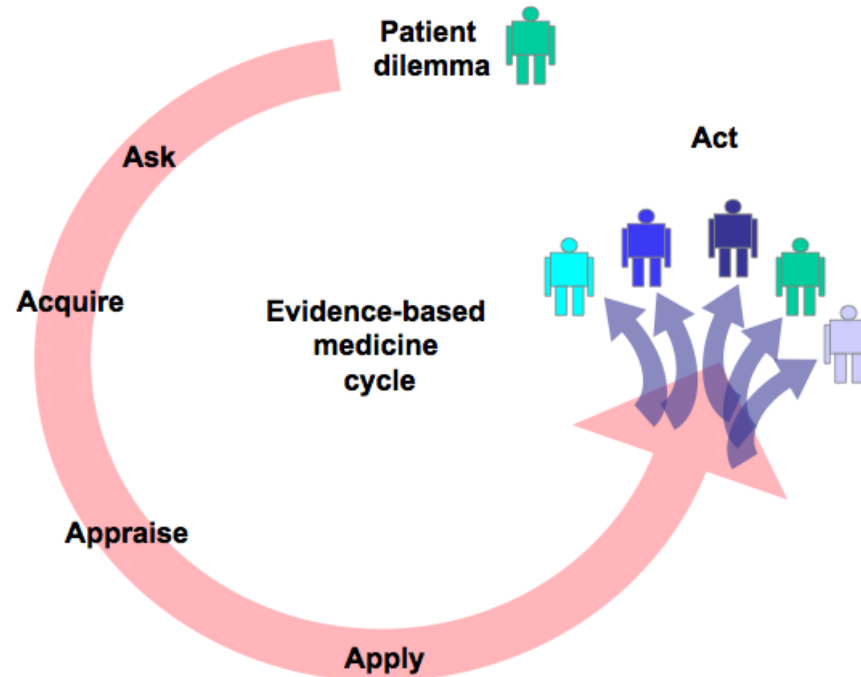 Patient
dilemma
Act
Ask
Acquire
Evidence-based
medicine
cycle
Appraise
Apply